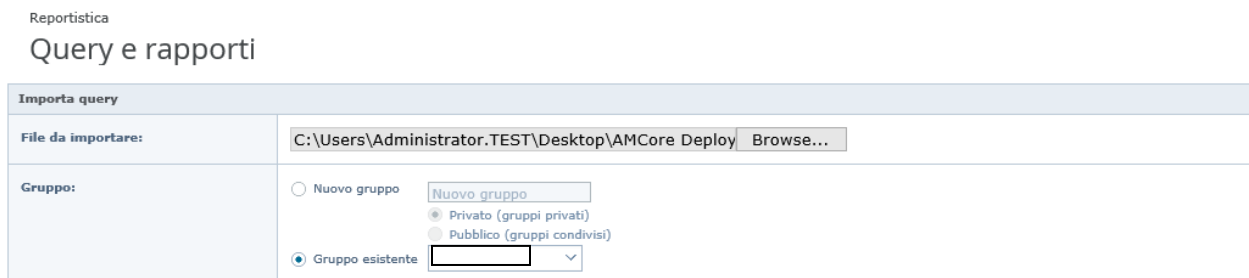 Reportistica
Query e rapporti
Importa query
File da importare:
C:\Users\Administrator.TEST\Desktop\AMCore Deploy Browse...
Gruppo:
Nuovo gruppo Nuovo gruppo
Privato (gruppi privati)
Pubblico (gruppi condivisi)
Gruppo esistente